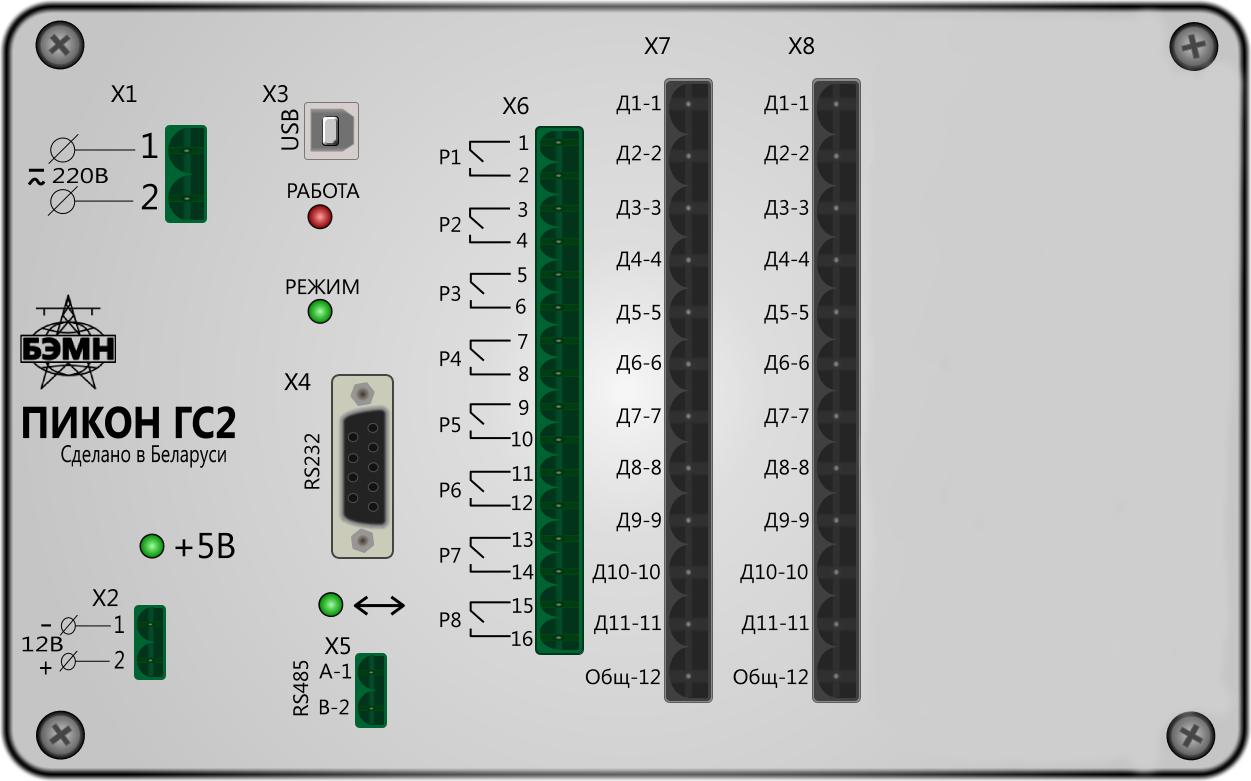 X1
1
≂ 220В
2
БЭМН
ПИКОН ГС2
Сделано в Беларуси
+5В
X2
- 1
12В
+ 2
X3
USB
РАБОТА
РЕЖИМ
X4
RS232
X5
RS485
A-1
B-2
X6
P1
1
2
P2
3
4
P3
5
6
P4
7
8
P5
9
10
P6
11
12
P7
13
14
P8
15
16
X7
Д1-1
Д2-2
Д3-3
Д4-4
Д5-5
Д6-6
Д7-7
Д8-8
Д9-9
Д10-10
Д11-11
Общ-12
X8
Д1-1
Д2-2
Д3-3
Д4-4
Д5-5
Д6-6
Д7-7
Д8-8
Д9-9
Д10-10
Д11-11
Общ-12